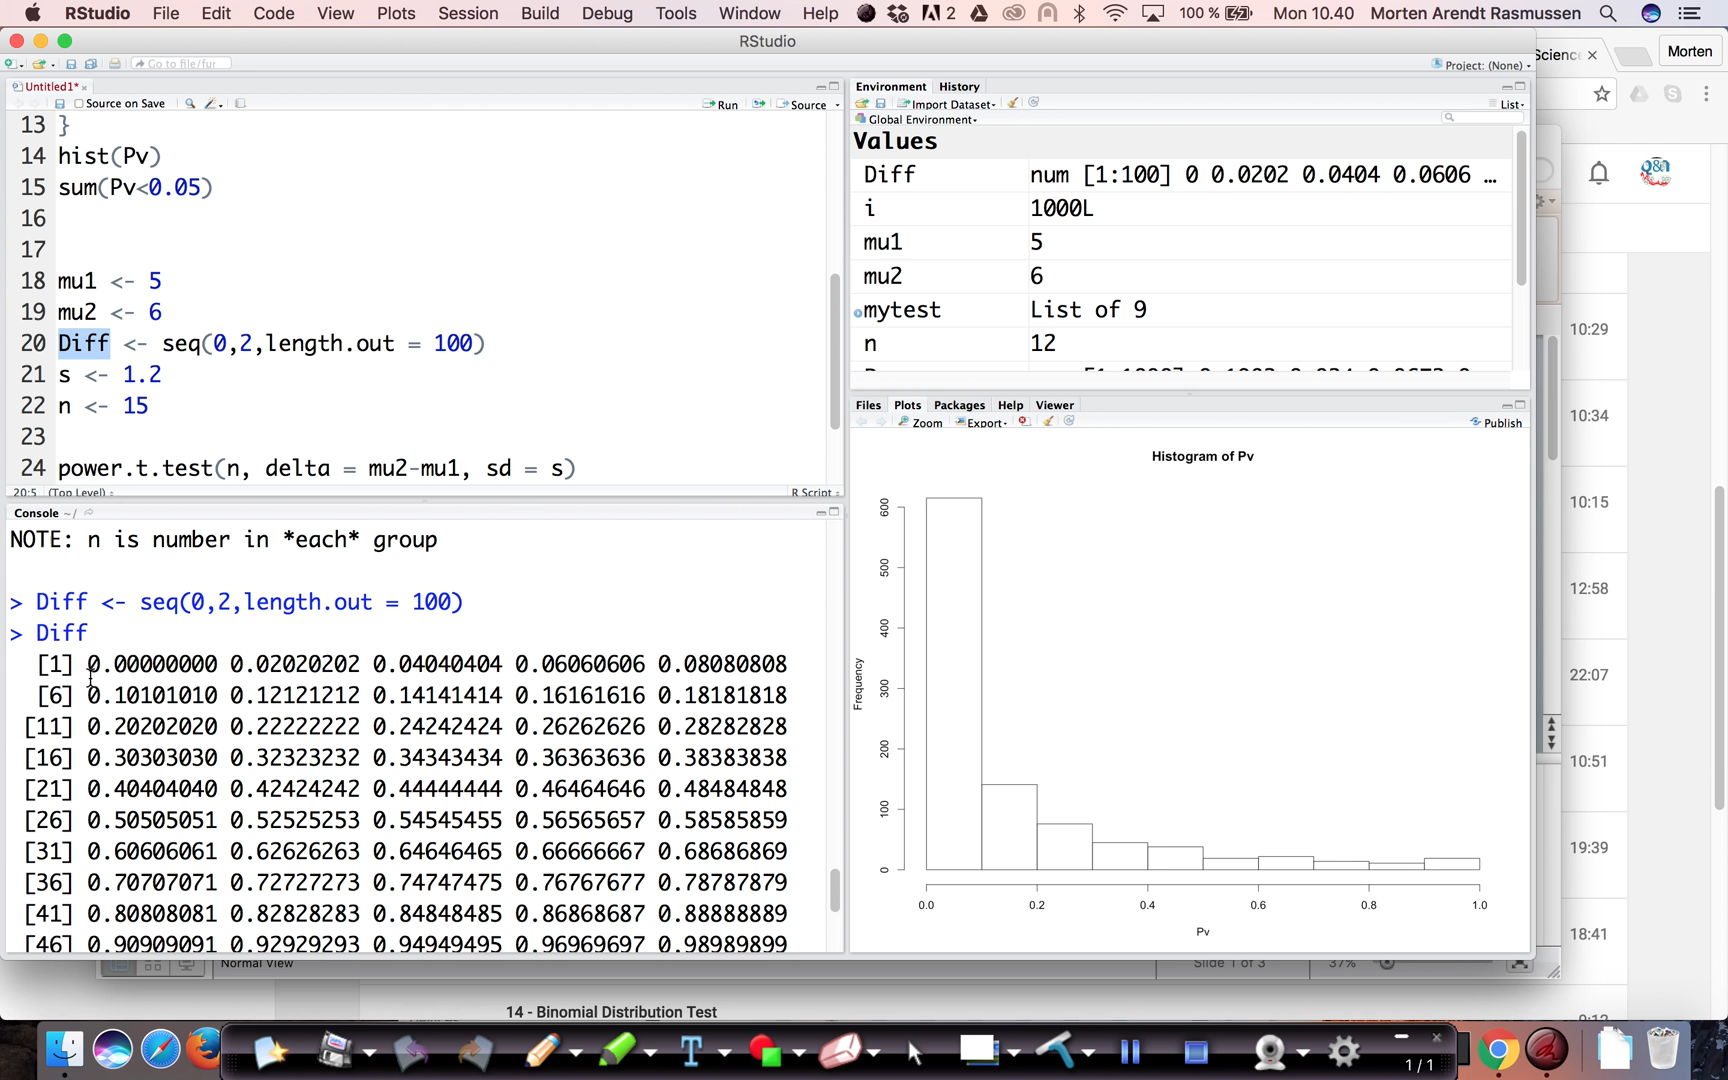 RStudio File Edit Code View Plots Session Build Debug Tools Window Help 2 100 % Mon 10.40 Morten Arendt Rasmussen
RStudio
Science
Morten
Go to file/fur
Project: (None)
Untitled1*
Source on Save
Run
Source
13 }
14 hist(Pv)
15 sum(Pv<0.05)
16
17
18 mu1 <- 5
19 mu2 <- 6
20 Diff <- seq(0,2,length.out = 100)
21 s <- 1.2
22 n <- 15
23
24 power.t.test(n, delta = mu2-mu1, sd = s)
20:5 (Top Level)
R Script
Console ~/
NOTE: n is number in *each* group
> Diff <- seq(0,2,length.out = 100)
> Diff
[1] 0.00000000 0.02020202 0.04040404 0.06060606 0.08080808
[6] 0.10101010 0.12121212 0.14141414 0.16161616 0.18181818
[11] 0.20202020 0.22222222 0.24242424 0.26262626 0.28282828
[16] 0.30303030 0.32323232 0.34343434 0.36363636 0.38383838
[21] 0.40404040 0.42424242 0.44444444 0.46464646 0.48484848
[26] 0.50505051 0.52525253 0.54545455 0.56565657 0.58585859
[31] 0.60606061 0.62626263 0.64646465 0.66666667 0.68686869
[36] 0.70707071 0.72727273 0.74747475 0.76767677 0.78787879
[41] 0.80808081 0.82828283 0.84848485 0.86868687 0.88888889
[46] 0.90909091 0.92929293 0.94949495 0.96969697 0.98989899
Environment History
Import Dataset
List
Global Environment
Values
Diff num [1:100] 0 0.0202 0.0404 0.0606 …
i 1000L
mu1 5
mu2 6
mytest List of 9
n 12
Files Plots Packages Help Viewer
Zoom Export
Publish
Histogram of Pv
Frequency
600
500
400
300
200
100
0
0.0 0.2 0.4 0.6 0.8 1.0
Pv
Q&A
10:29
10:34
10:15
12:58
22:07
10:51
19:39
18:41
9:12
Normal View
Slide 1 of 3
37%
14 - Binomial Distribution Test
T
1 / 1